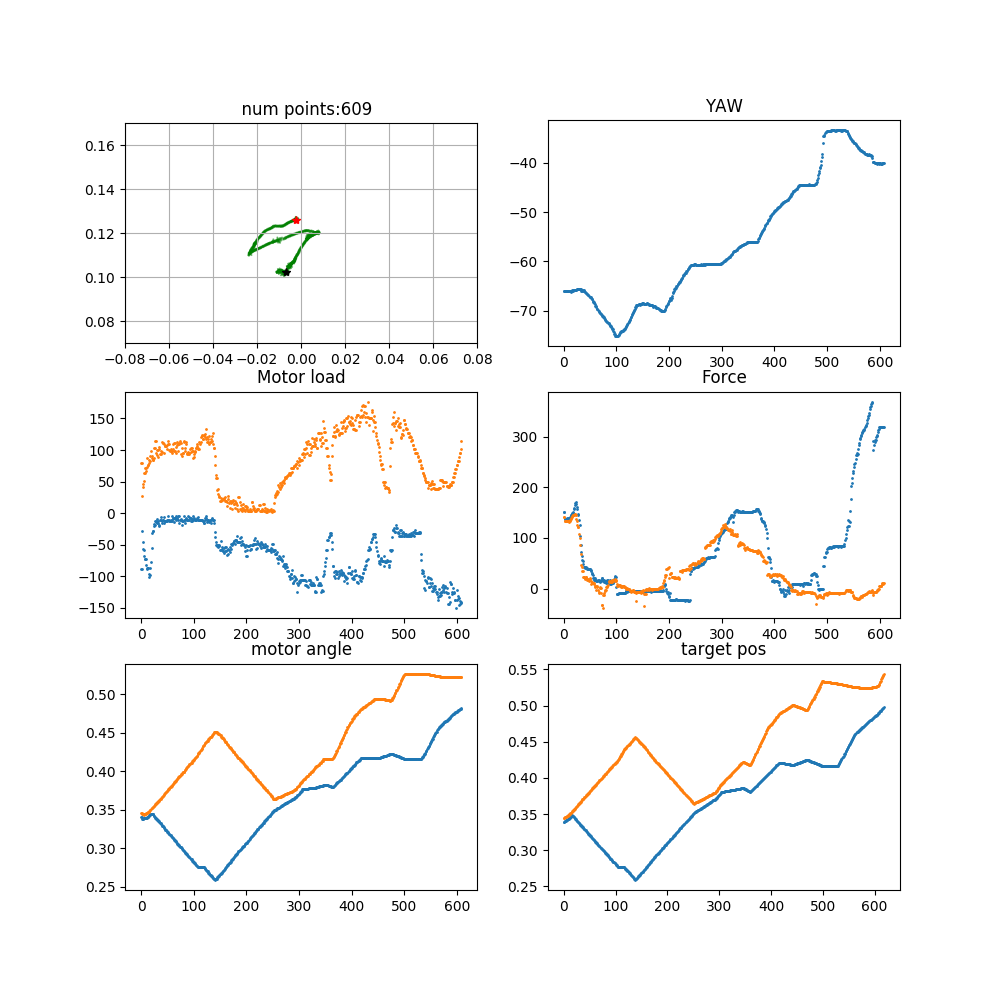 num points:609
YAW
0.16
0.14
0.12
0.10
0.08
−0.08 −0.06 −0.04 −0.02 0.00 0.02 0.04 0.06 0.08
−40
−50
−60
−70
0 100 200 300 400 500 600
Motor load
Force
150
100
50
0
−50
−100
−150
0 100 200 300 400 500 600
300
200
100
0
0 100 200 300 400 500 600
motor angle
target pos
0.50
0.45
0.40
0.35
0.30
0.25
0 100 200 300 400 500 600
0.55
0.50
0.45
0.40
0.35
0.30
0.25
0 100 200 300 400 500 600